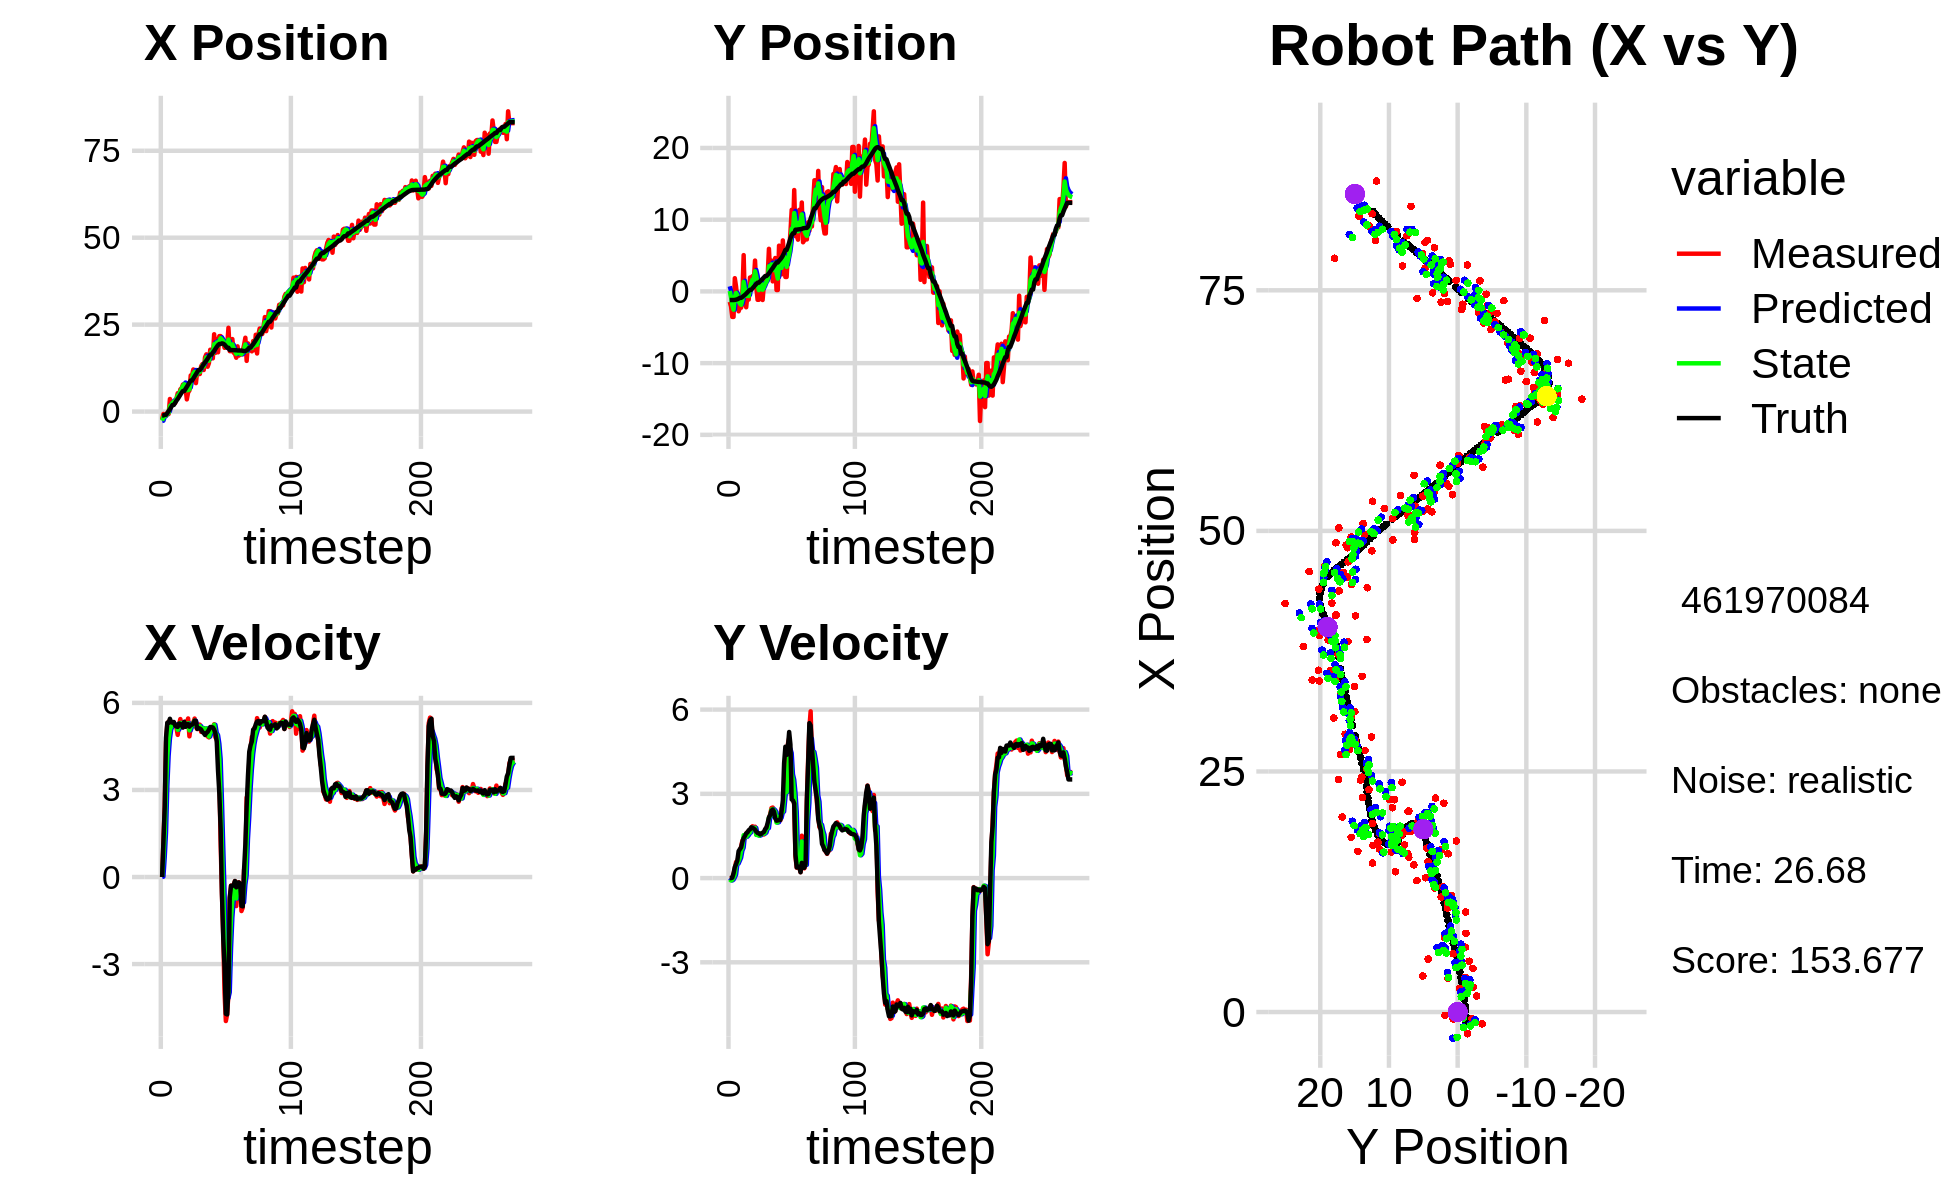 X Position
75
50
25
0
0
100
200
timestep
Y Position
20
10
0
-10
-20
0
100
200
timestep
X Velocity
6
3
0
-3
0
100
200
timestep
Y Velocity
6
3
0
-3
0
100
200
timestep
Robot Path (X vs Y)
X Position
75
50
25
0
20 10 0 -10 -20
Y Position
variable
Measured
Predicted
State
Truth
461970084
Obstacles: none
Noise: realistic
Time: 26.68
Score: 153.677